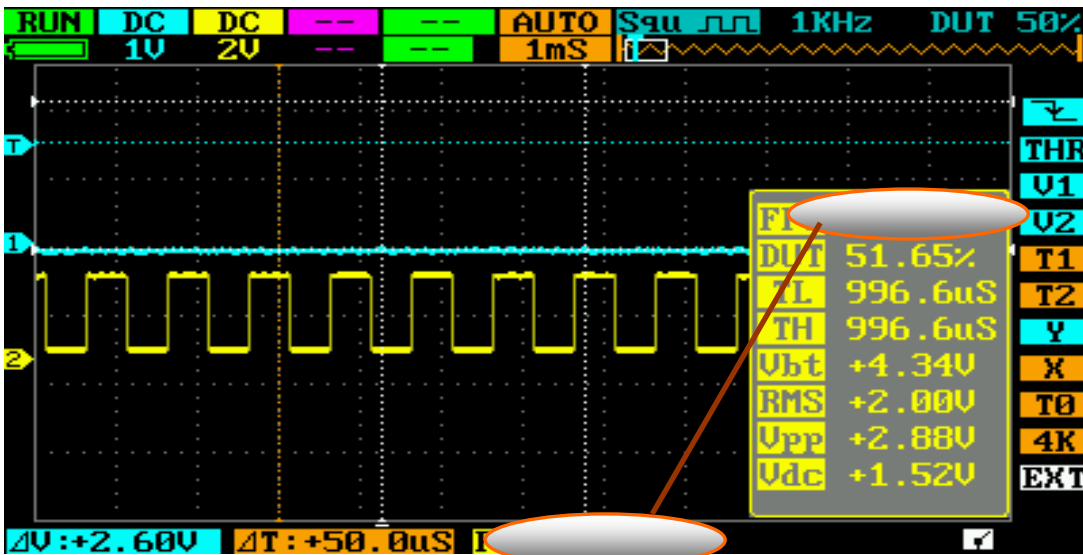 RUN DC DC -- -- AUTO Squ 1KHz DUT 50%
1V 2V -- -- 1mS
T
THR
V1
V2
1
DUT 51.65%
T1
TL 996.6uS
T2
TH 996.6uS
Y
2
Vbt +4.34V
X
RMS +2.00V
T0
Vpp +2.88V
4K
Vdc +1.52V
EXT
⊿V:+2.60V ⊿T:+50.0uS